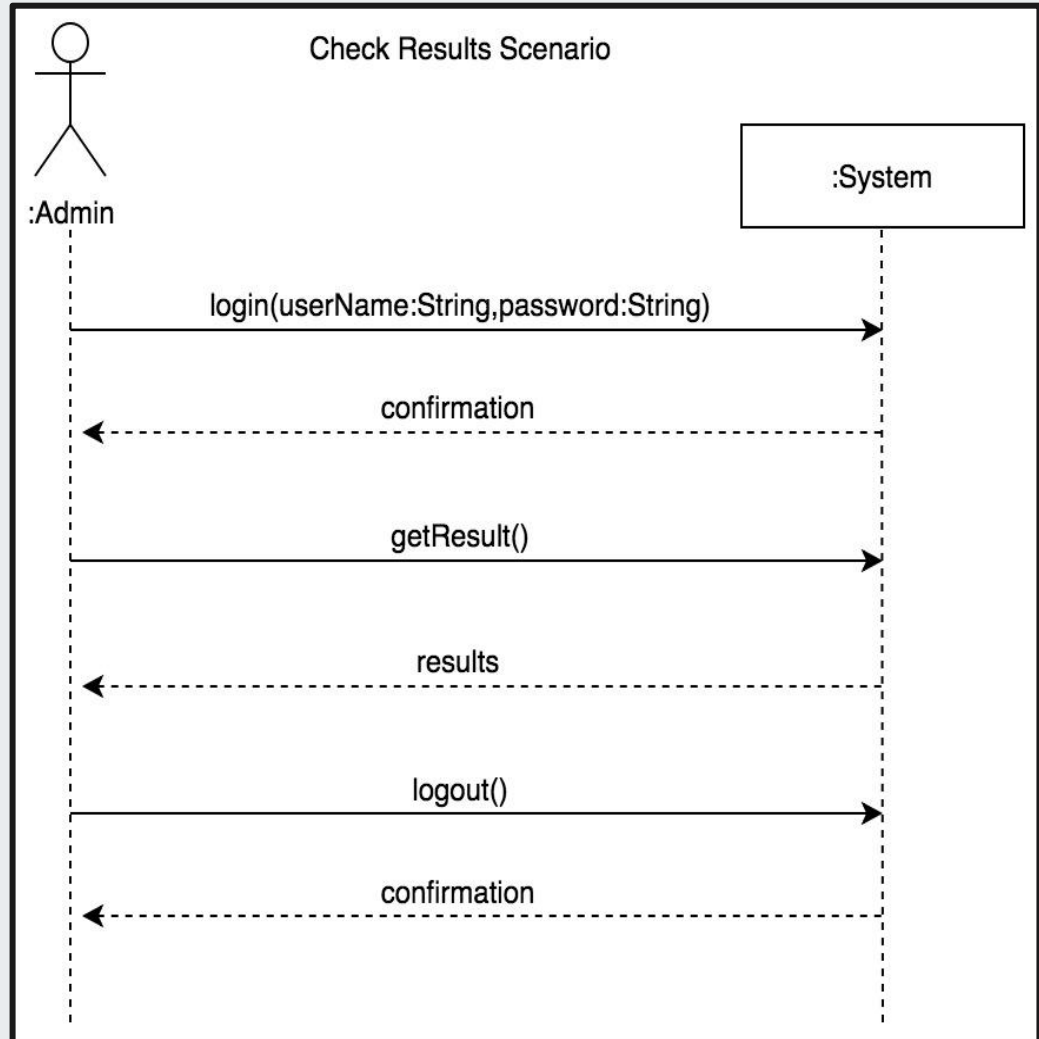 Check Results Scenario
:System
:Admin
login(userName:String,password:String)
confirmation
getResult()
results
logout()
confirmation